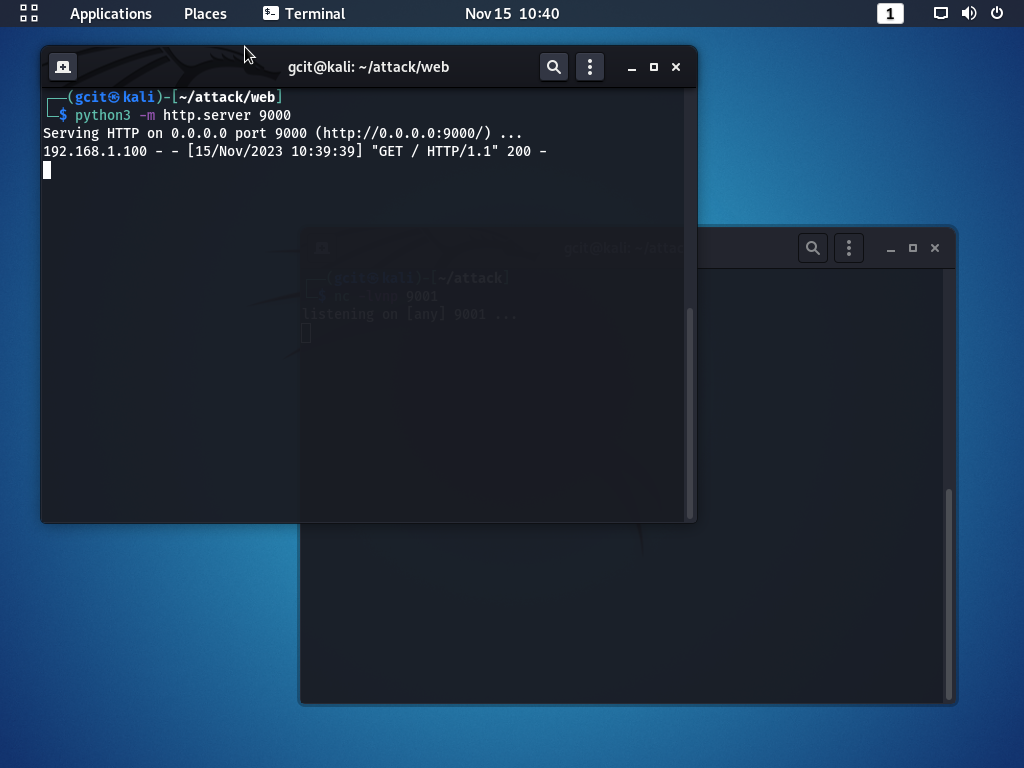 Applications Places Terminal Nov 15 10:40 1
gcit@kali: ~/attack/web
┌──(gcit㉿kali)-[~/attack/web]
└─$ python3 -m http.server 9000
Serving HTTP on 0.0.0.0 port 9000 (http://0.0.0.0:9000/) ...
192.168.1.100 - - [15/Nov/2023 10:39:39] "GET / HTTP/1.1" 200 -
gcit@kali: ~/attac
┌──(gcit㉿kali)-[~/attack]
└─$ nc 9001
listening on [any] 9001 ...